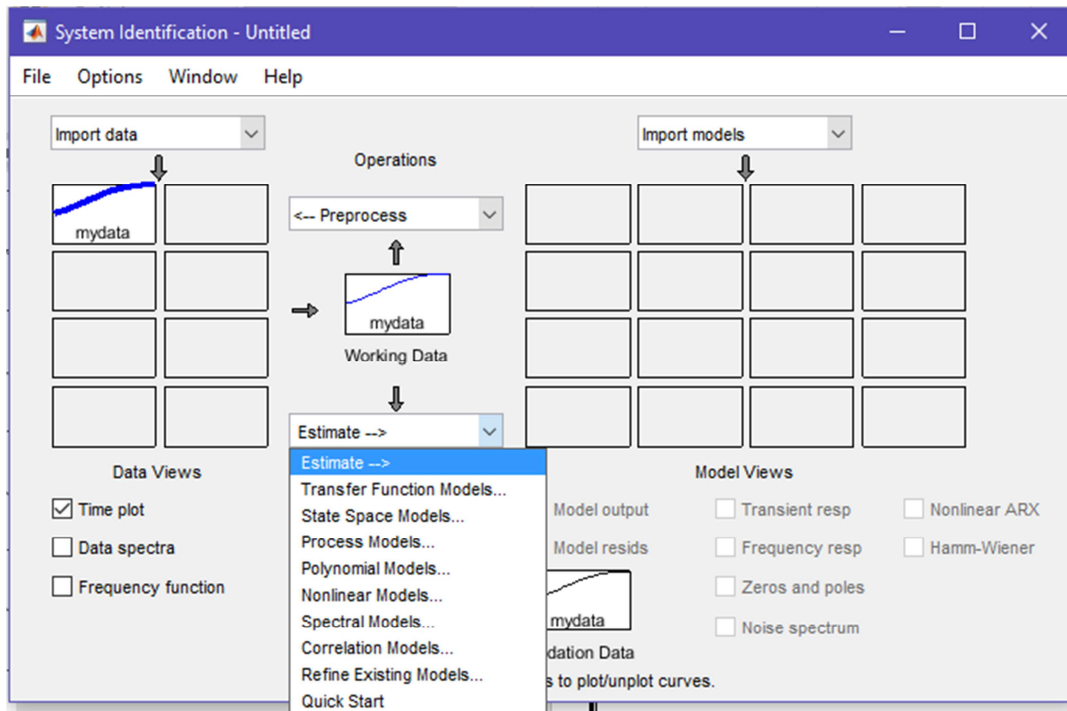 System Identification - Untitled
File Options Window Help
Import data
Import models
Operations
<-- Preprocess
mydata
mydata
Working Data
Estimate -->
Estimate -->
Transfer Function Models...
State Space Models...
Process Models...
Polynomial Models...
Nonlinear Models...
Spectral Models...
Correlation Models...
Refine Existing Models...
Quick Start
Data Views
Time plot
Data spectra
Frequency function
Model Views
Model output
Transient resp
Nonlinear ARX
Model resids
Frequency resp
Hamm-Wiener
Zeros and poles
mydata
Noise spectrum
dation Data
s to plot/unplot curves.